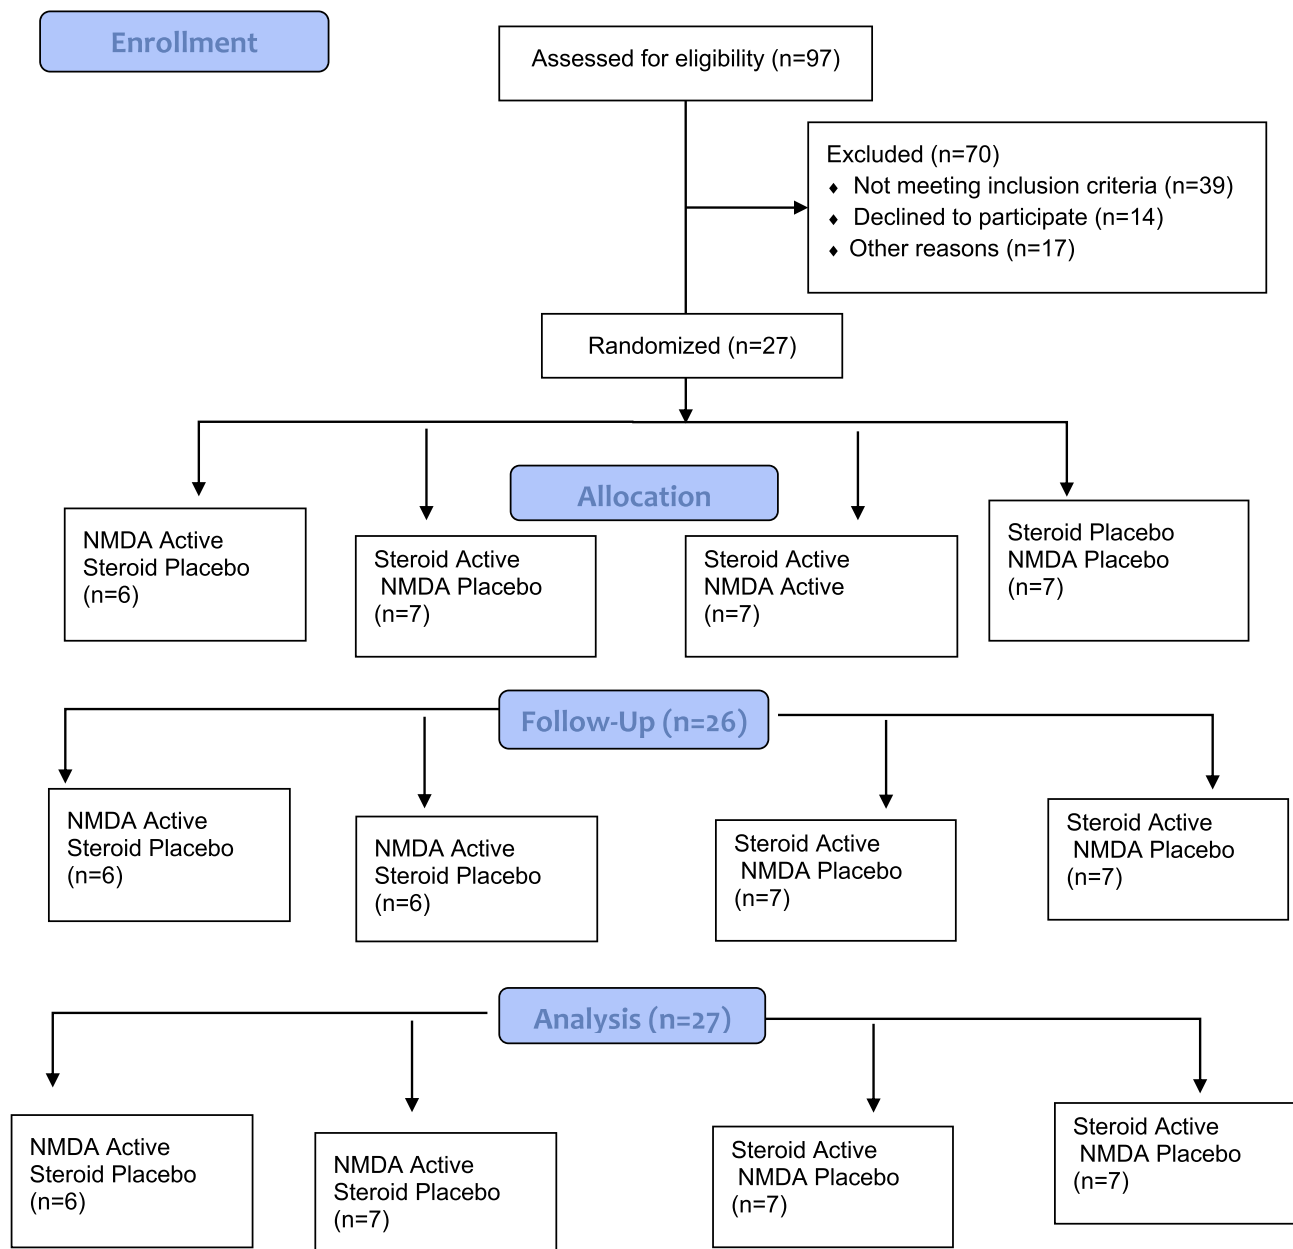 Enrollment
Assessed for eligibility (n=97)
Excluded (n=70)
♦ Not meeting inclusion criteria (n=39)
♦ Declined to participate (n=14)
♦ Other reasons (n=17)
Randomized (n=27)
Allocation
NMDA Active
Steroid Placebo
(n=6)
Steroid Active
NMDA Placebo
(n=7)
Steroid Active
NMDA Active
(n=7)
Steroid Placebo
NMDA Placebo
(n=7)
Follow-Up (n=26)
NMDA Active
Steroid Placebo
(n=6)
NMDA Active
Steroid Placebo
(n=6)
Steroid Active
NMDA Placebo
(n=7)
Steroid Active
NMDA Placebo
(n=7)
Analysis (n=27)
NMDA Active
Steroid Placebo
(n=6)
NMDA Active
Steroid Placebo
(n=7)
Steroid Active
NMDA Placebo
(n=7)
Steroid Active
NMDA Placebo
(n=7)